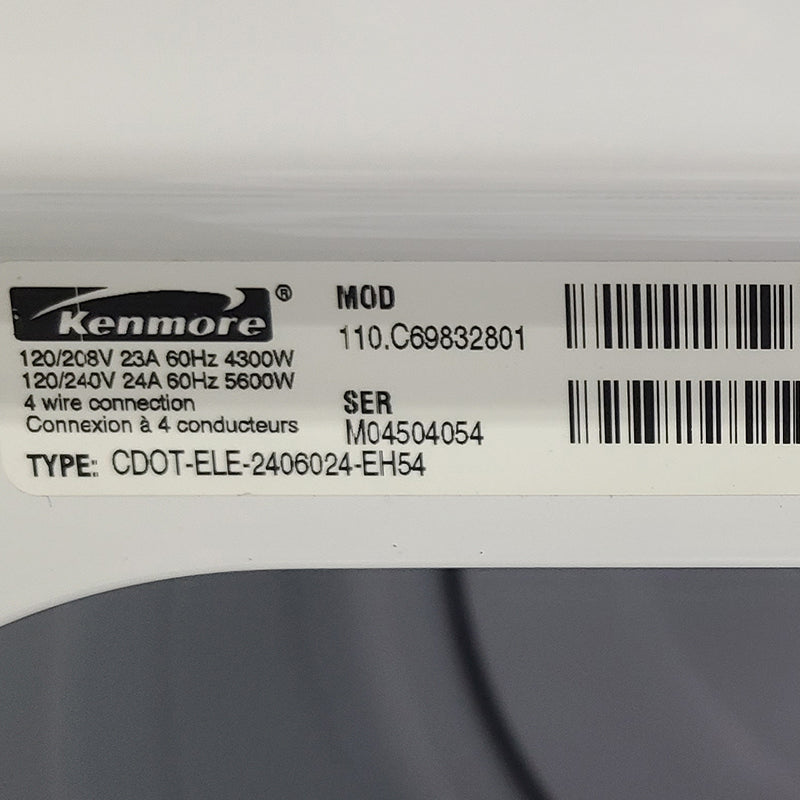 Kenmore®
120/208V 23A 60Hz 4300W
120/240V 24A 60Hz 5600W
4 wire connection
Connexion à 4 conducteurs
TYPE: CDOT-ELE-2406024-EH54
MOD
110.C69832801
SER
M04504054